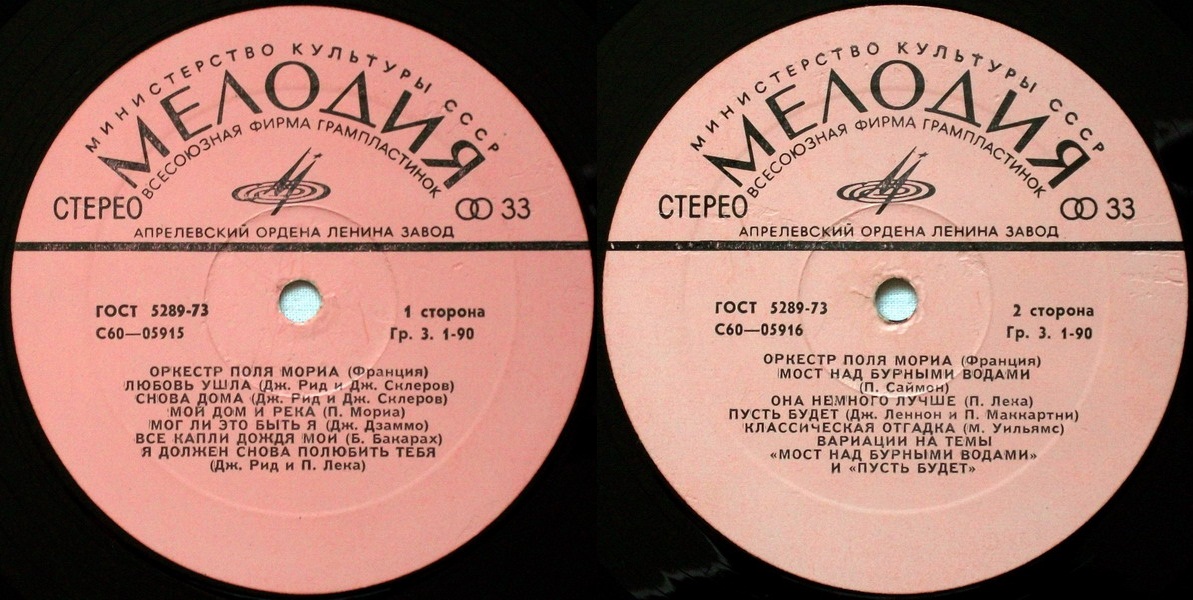 МИНИСТЕРСТВО КУЛЬТУРЫ СССР
МЕЛОДИЯ
ВСЕСОЮЗНАЯ ФИРМА ГРАМПЛАСТИНОК
СТЕРЕО
33
АПРЕЛЕВСКИЙ ОРДЕНА ЛЕНИНА ЗАВОД
ГОСТ 5289-73
1 сторона
С60—05915
Гр. 3. 1-90
ОРКЕСТР ПОЛЯ МОРИА (Франция)
ЛЮБОВЬ УШЛА (Дж. Рид и Дж. Склеров)
СНОВА ДОМА (Дж. Рид и Дж. Склеров)
МОЙ ДОМ И РЕКА (П. Мориа)
МОГ ЛИ ЭТО БЫТЬ Я (Дж. Дзаммо)
ВСЕ КАПЛИ ДОЖДЯ МОИ (Б. Бакарах)
Я ДОЛЖЕН СНОВА ПОЛЮБИТЬ ТЕБЯ
(Дж. Рид и П. Лека)
МИНИСТЕРСТВО КУЛЬТУРЫ СССР
МЕЛОДИЯ
ВСЕСОЮЗНАЯ ФИРМА ГРАМПЛАСТИНОК
СТЕРЕО
33
АПРЕЛЕВСКИЙ ОРДЕНА ЛЕНИНА ЗАВОД
ГОСТ 5289-73
2 сторона
С60—05916
Гр. 3. 1-90
ОРКЕСТР ПОЛЯ МОРИА (Франция)
МОСТ НАД БУРНЫМИ ВОДАМИ
(П. Саймон)
ОНА НЕМНОГО ЛУЧШЕ (П. Лека)
ПУСТЬ БУДЕТ (Дж. Леннон и П. Маккартни)
КЛАССИЧЕСКАЯ ОТГАДКА (М. Уильямс)
ВАРИАЦИИ НА ТЕМЫ
«МОСТ НАД БУРНЫМИ ВОДАМИ»
И «ПУСТЬ БУДЕТ»